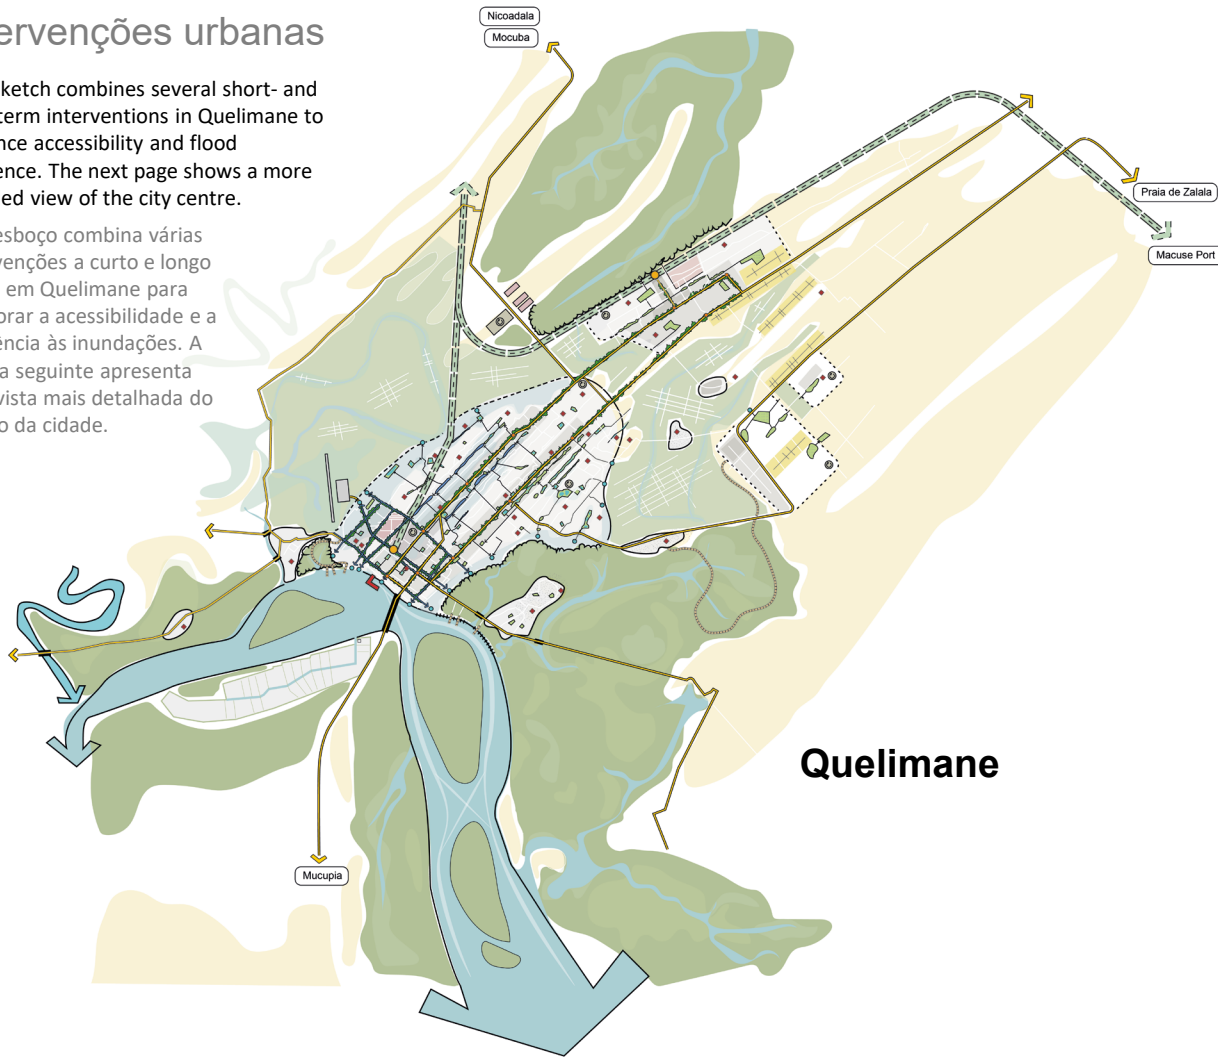 ervenções urbanas
ketch combines several short- and
term interventions in Quelimane to
nce accessibility and flood
ence. The next page shows a more
ed view of the city centre.
esboço combina várias
venções a curto e longo
em Quelimane para
orar a acessibilidade e a
ência às inundações. A
a seguinte apresenta
vista mais detalhada do
o da cidade.
Nicoadala
Mocuba
Praia de Zalala
Macuse Port
Quelimane
Mucupia